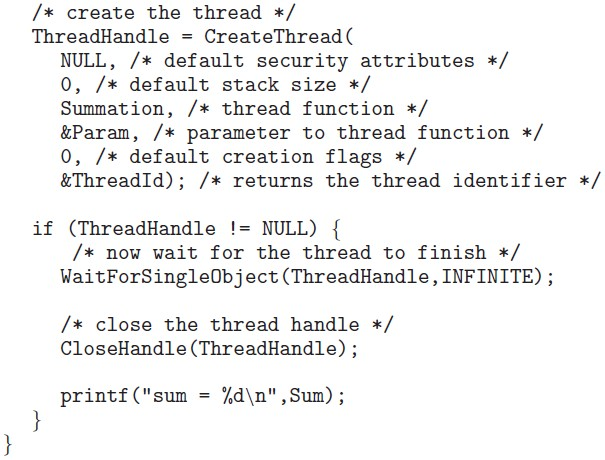 /* create the thread */
ThreadHandle = CreateThread(
NULL, /* default security attributes */
0, /* default stack size */
Summation, /* thread function */
&Param, /* parameter to thread function */
0, /* default creation flags */
&ThreadId); /* returns the thread identifier */
if (ThreadHandle != NULL) {
/* now wait for the thread to finish */
WaitForSingleObject(ThreadHandle,INFINITE);
/* close the thread handle */
CloseHandle(ThreadHandle);
printf("sum = %d\n",Sum);
}
}